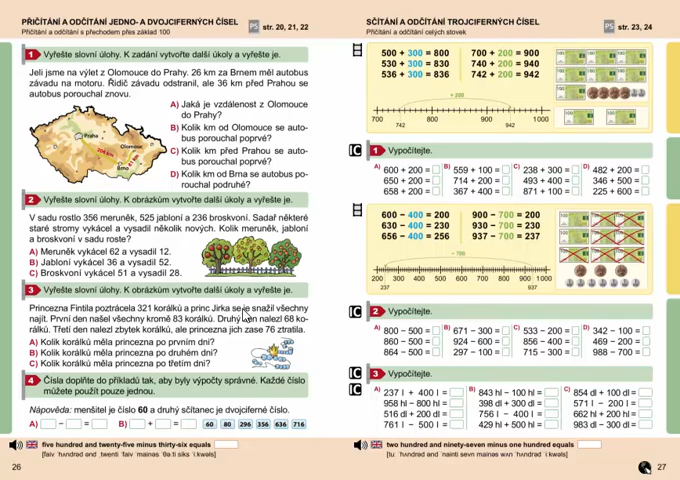 PŘIČÍTÁNÍ A ODČÍTÁNÍ JEDNO- A DVOJCIFERNÝCH ČÍSEL
Přičítání a odčítání s přechodem přes základ 100
PS str. 20, 21, 22
1 Vyřešte slovní úlohy. K zadání vytvořte další úkoly a vyřešte je.
Jeli jsme na výlet z Olomouce do Prahy. 26 km za Brnem měl autobus
závadu na motoru. Řidič závadu odstranil, ale 36 km před Prahou se
autobus porouchal znovu.
A) Jaká je vzdálenost z Olomouce
do Prahy?
B) Kolik km od Olomouce se auto-
bus porouchal poprvé?
C) Kolik km před Prahou se auto-
bus porouchal poprvé?
D) Kolik km od Brna se autobus po-
rouchal podruhé?
Praha
Olomouc
Brno
2 Vyřešte slovní úlohy. K obrázkům vytvořte další úkoly a vyřešte je.
V sadu rostlo 356 meruněk, 525 jabloní a 236 broskvoní. Sadař některé
staré stromy vykácel a vysadil několik nových. Kolik meruněk, jabloní
a broskvoní v sadu roste?
A) Meruněk vykácel 62 a vysadil 12.
B) Jabloní vykácel 36 a vysadil 52.
C) Broskvoní vykácel 51 a vysadil 28.
3 Vyřešte slovní úlohy. K obrázkům vytvořte další úkoly a vyřešte je.
Princezna Fintila poztrácela 321 korálků a princ Jirka se je snažil všechny
najít. První den našel všechny kromě 83 korálků. Druhý den nalezl 68 ko-
rálků. Třetí den nalezl zbytek korálků, ale princezna jich zase 76 ztratila.
A) Kolik korálků měla princezna po prvním dni?
B) Kolik korálků měla princezna po druhém dni?
C) Kolik korálků měla princezna po třetím dni?
4 Čísla doplňte do příkladů tak, aby byly výpočty správné. Každé číslo
můžete použít pouze jednou.
Nápověda: menšitel je číslo 60 a druhý sčítanec je dvojciferné číslo.
A) − = B) + = 60 80 296 356 636 716
five hundred and twenty-five minus thirty-six equals
26
SČÍTÁNÍ A ODČÍTÁNÍ TROJCIFERNÝCH ČÍSEL
Přičítání a odčítání celých stovek
PS str. 23, 24
500 + 300 = 800 700 + 200 = 900
530 + 300 = 830 740 + 200 = 940
536 + 300 = 836 742 + 200 = 942
+ 200
700 800 900 1000
742 942
1 Vypočítejte.
A) 600 + 200 = B) 559 + 100 = C) 238 + 300 = D) 482 + 200 =
650 + 200 = 714 + 200 = 493 + 400 = 346 + 500 =
658 + 200 = 367 + 400 = 871 + 100 = 225 + 600 =
600 − 400 = 200 900 − 700 = 200
630 − 400 = 230 930 − 700 = 230
656 − 400 = 256 937 − 700 = 237
− 700
200 300 400 500 600 700 800 900 1000
237 937
2 Vypočítejte.
A) 800 − 500 = B) 671 − 300 = C) 533 − 200 = D) 342 − 100 =
860 − 500 = 924 − 600 = 856 − 400 = 469 − 200 =
864 − 500 = 297 − 100 = 715 − 300 = 988 − 700 =
3 Vypočítejte.
A) 237 l + 400 l = B) 843 hl − 100 hl = C) 854 dl + 100 dl =
958 hl − 800 hl = 398 dl + 300 dl = 571 l − 200 l =
516 dl + 200 dl = 756 l − 400 l = 662 hl + 200 hl =
761 l − 500 l = 429 hl + 500 hl = 983 dl − 300 dl =
two hundred and ninety-seven minus one hundred equals
27